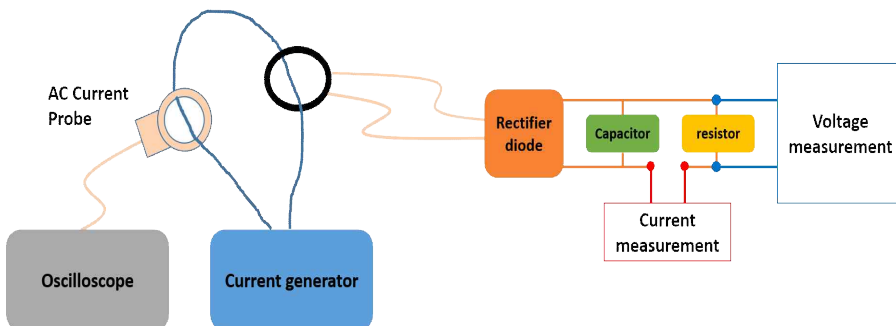 AC Current
Probe
Rectifier
diode
Capacitor
resistor
Voltage
measurement
Current
measurement
Oscilloscope
Current generator